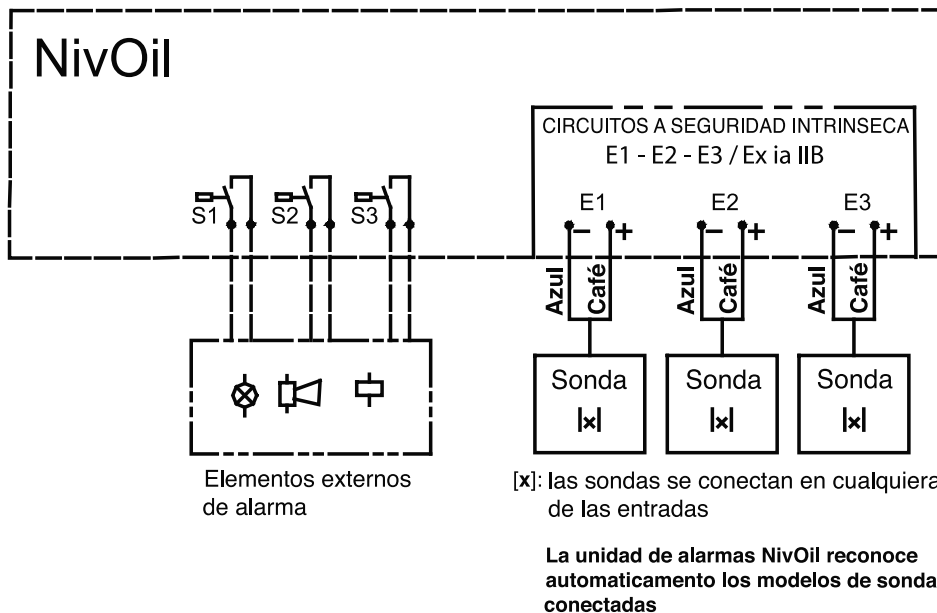 NivOil
CIRCUITOS A SEGURIDAD INTRINSECA
E1 - E2 - E3 / Ex ia IIB
S1 S2 S3
E1 E2 E3
− + − + − +
Azul Café Azul Café Azul Café
Sonda Sonda Sonda
|x| |x| |x|
Elementos externos
de alarma
[x]: las sondas se conectan en cualquiera
de las entradas
La unidad de alarmas NivOil reconoce
automaticamento los modelos de sonda
conectadas